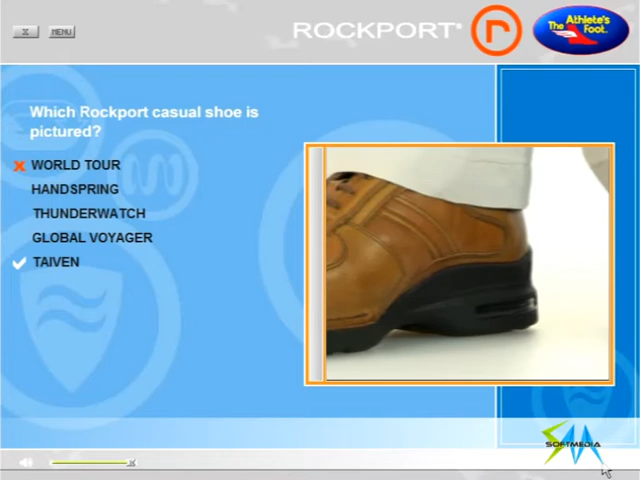 X
MENU
ROCKPORT
The Athlete's
Foot.
Which Rockport casual shoe is
pictured?
WORLD TOUR
HANDSPRING
THUNDERWATCH
GLOBAL VOYAGER
TAIVEN
SOFTMEDIA